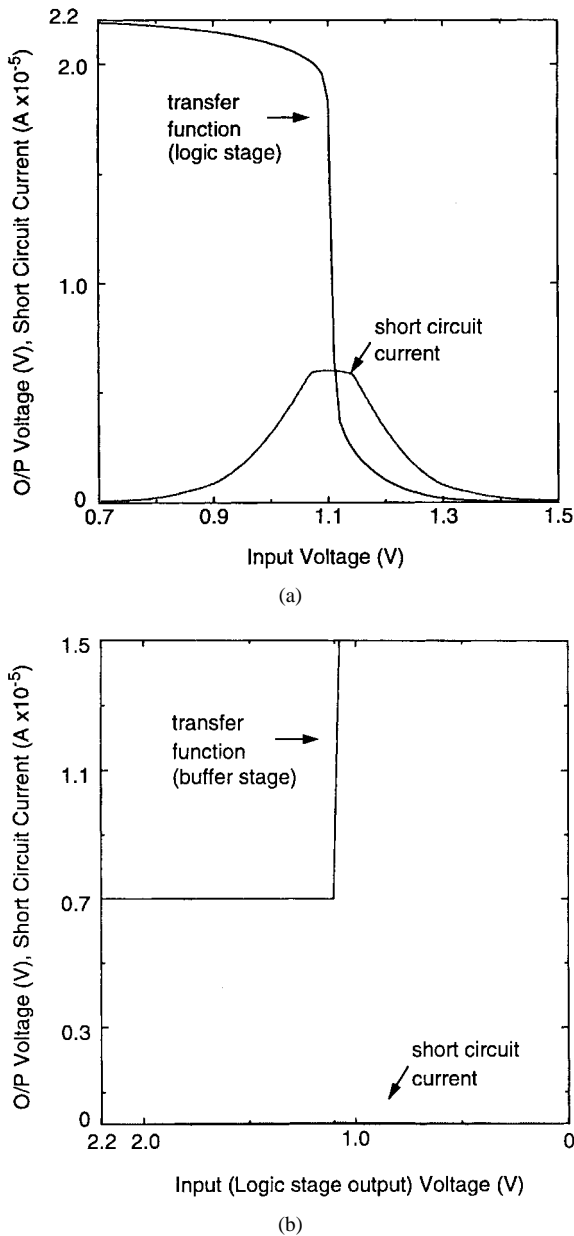 O/P Voltage (V), Short Circuit Current (A x10-5)
2.2
2.0
1.0
0
transfer
function
(logic stage)
short circuit
current
0.7
0.9
1.1
1.3
1.5
Input Voltage (V)
(a)
O/P Voltage (V), Short Circuit Current (A x10-5)
1.5
1.1
0.7
0.3
0
transfer
function
(buffer stage)
short circuit
current
2.2
2.0
1.0
0
Input (Logic stage output) Voltage (V)
(b)